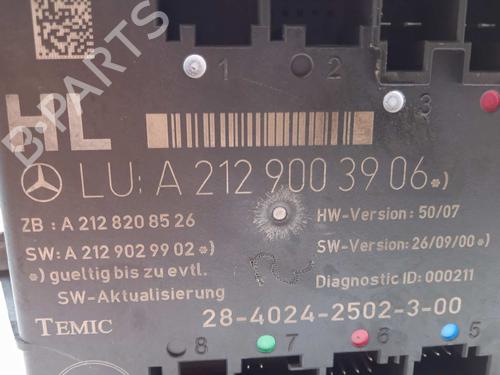 B-PARTS
1 2 3
HL
LU: A 212 900 39 06 *)
ZB : A 212 820 85 26
HW-Version: 50/07
SW: A 212 902 99 02 *)
SW-Version: 26/09/00 *)
*) gueltig bis zu evtl.
Diagnostic ID: 000211
SW-Aktualisierung
TEMIC
28-4024-2502-3-00
8 7 6 5